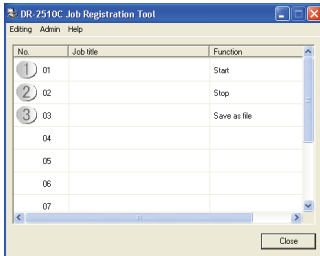 DR-2510C Job Registration Tool
Editing Admin Help
No. Job title Function
1 01 Start
2 02 Stop
3 03 Save as file
04
05
06
07
Close